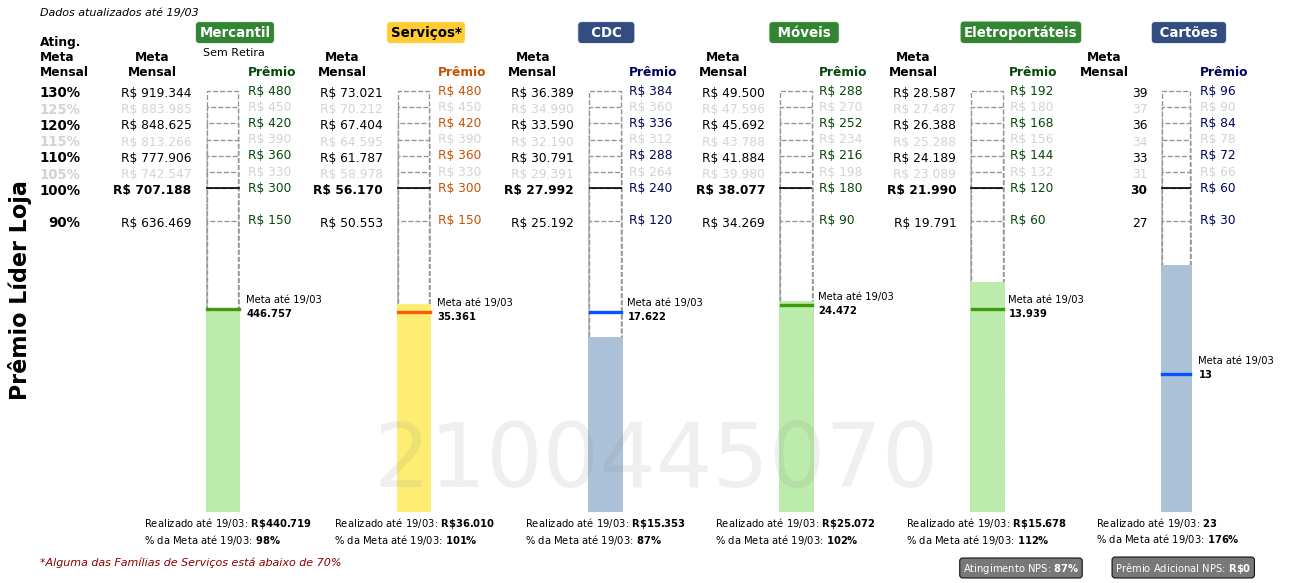 Dados atualizados até 19/03
Mercantil Serviços* CDC Móveis Eletroportáteis Cartões
Sem Retira
Ating. Meta Mensal
Meta Mensal Prêmio Meta Mensal Prêmio Meta Mensal Prêmio Meta Mensal Prêmio Meta Mensal Prêmio Meta Mensal Prêmio
130% R$ 919.344 R$ 480 R$ 73.021 R$ 480 R$ 36.389 R$ 384 R$ 49.500 R$ 288 R$ 28.587 R$ 192 39 R$ 96
125% R$ 883.985 R$ 450 R$ 70.212 R$ 450 R$ 34.990 R$ 360 R$ 47.596 R$ 270 R$ 27.487 R$ 180 37 R$ 90
120% R$ 848.625 R$ 420 R$ 67.404 R$ 420 R$ 33.590 R$ 336 R$ 45.692 R$ 252 R$ 26.388 R$ 168 36 R$ 84
115% R$ 813.266 R$ 390 R$ 64.595 R$ 390 R$ 32.190 R$ 312 R$ 43.788 R$ 234 R$ 25.288 R$ 156 34 R$ 78
110% R$ 777.906 R$ 360 R$ 61.787 R$ 360 R$ 30.791 R$ 288 R$ 41.884 R$ 216 R$ 24.189 R$ 144 33 R$ 72
105% R$ 742.547 R$ 330 R$ 58.978 R$ 330 R$ 29.391 R$ 264 R$ 39.980 R$ 198 R$ 23.089 R$ 132 31 R$ 66
100% R$ 707.188 R$ 300 R$ 56.170 R$ 300 R$ 27.992 R$ 240 R$ 38.077 R$ 180 R$ 21.990 R$ 120 30 R$ 60
90% R$ 636.469 R$ 150 R$ 50.553 R$ 150 R$ 25.192 R$ 120 R$ 34.269 R$ 90 R$ 19.791 R$ 60 27 R$ 30
Prêmio Líder Loja
Meta até 19/03 Meta até 19/03 Meta até 19/03 Meta até 19/03 Meta até 19/03
446.757 35.361 17.622 24.472 13.939
Meta até 19/03
13
2100445070
Realizado até 19/03: R$440.719 Realizado até 19/03: R$36.010 Realizado até 19/03: R$15.353 Realizado até 19/03: R$25.072 Realizado até 19/03: R$15.678 Realizado até 19/03: 23
% da Meta até 19/03: 98% % da Meta até 19/03: 101% % da Meta até 19/03: 87% % da Meta até 19/03: 102% % da Meta até 19/03: 112% % da Meta até 19/03: 176%
*Alguma das Famílias de Serviços está abaixo de 70%
Atingimento NPS: 87% Prêmio Adicional NPS: R$0